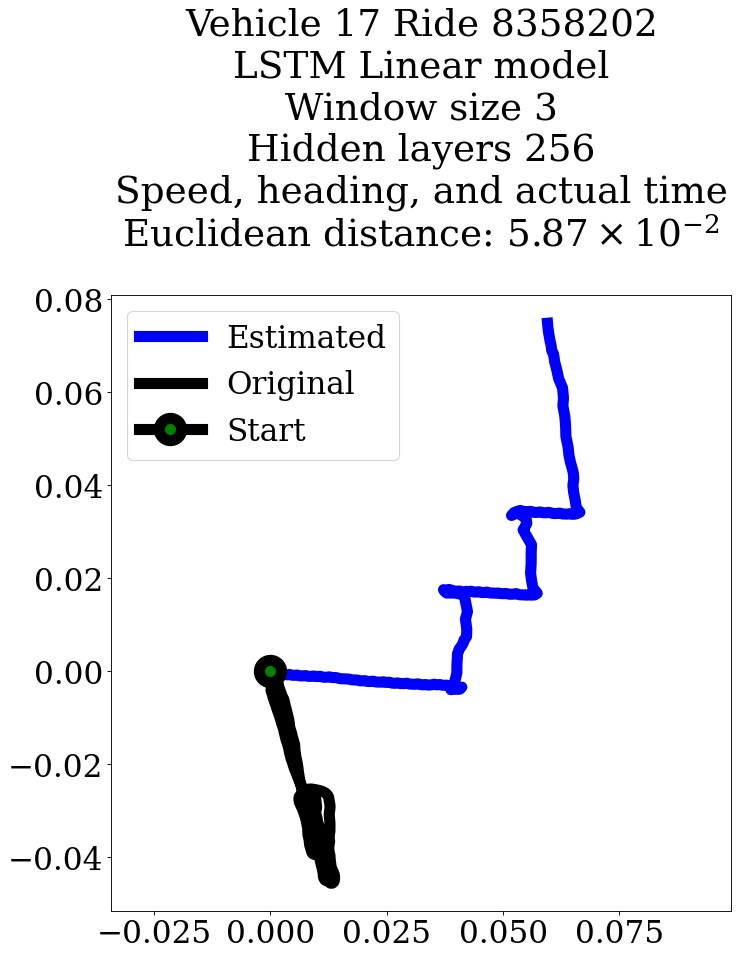 Vehicle 17 Ride 8358202
LSTM Linear model
Window size 3
Hidden layers 256
Speed, heading, and actual time
Euclidean distance: 5.87 × 10⁻²
0.08
Estimated
0.06
Original
Start
0.04
0.02
0.00
−0.02
−0.04
−0.025 0.000 0.025 0.050 0.075